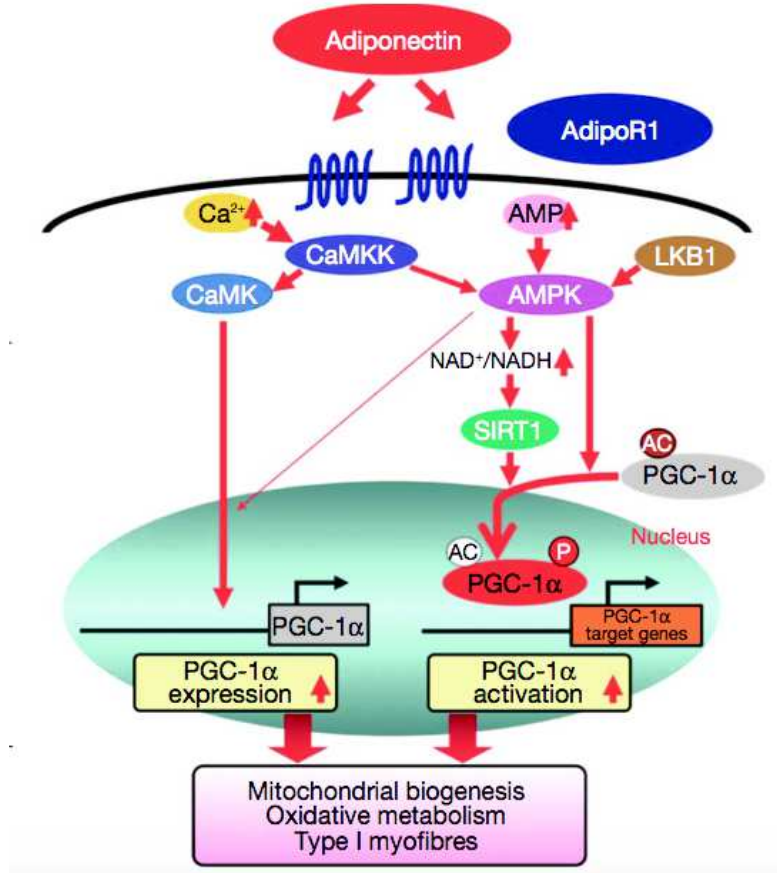 Adiponectin
AdipoR1
Ca²⁺
AMP
CaMKK
LKB1
CaMK
AMPK
NAD⁺/NADH
SIRT1
AC
PGC-1α
Nucleus
AC
P
PGC-1α
PGC-1α
PGC-1α
target genes
PGC-1α
expression
PGC-1α
activation
Mitochondrial biogenesis
Oxidative metabolism
Type I myofibres